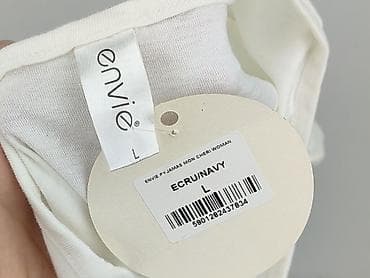 envie
L
ENVIE PYJAMAS MON CHERI WOMAN
ECRU/NAVY
L
5901262437634